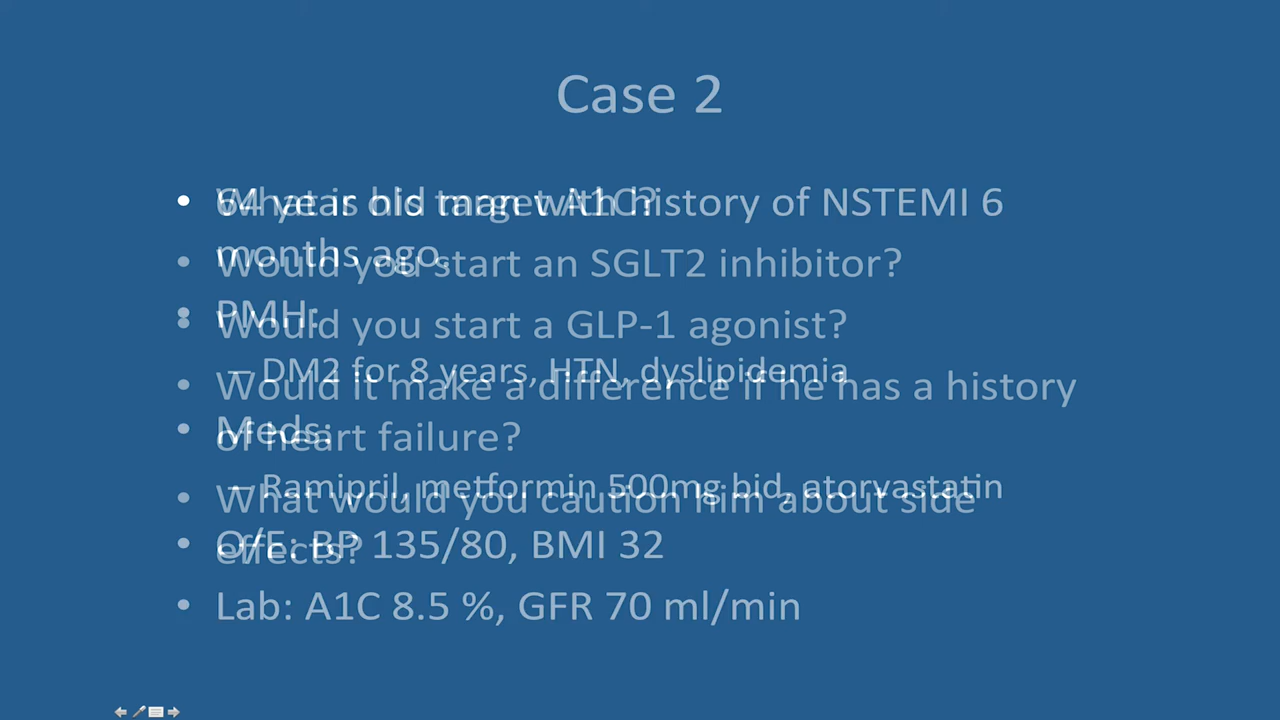 Case 2
• 64 year old man with history of NSTEMI 6
months ago.
• PMH:
– DM2 for 8 years, HTN, dyslipidemia
• Meds:
– Ramipril, metformin 500mg bid, atorvastatin
• O/E: BP 135/80, BMI 32
• Lab: A1C 8.5 %, GFR 70 ml/min
What is his target A1C?
• Would you start an SGLT2 inhibitor?
• Would you start a GLP-1 agonist?
• Would it make a difference if he has a history
of heart failure?
• What would you caution him about side
effects?